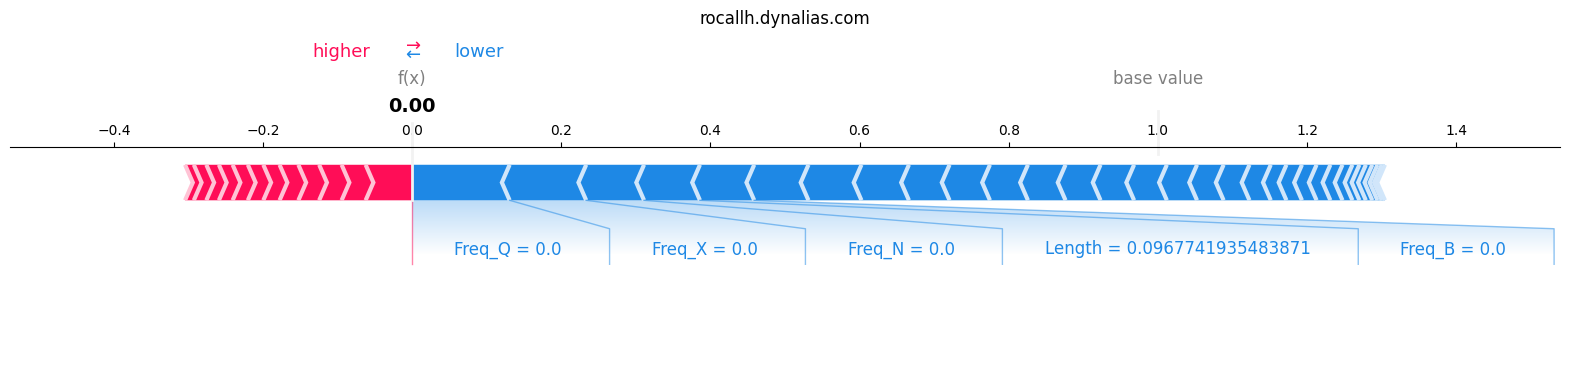 rocallh.dynalias.com
higher ⇄ lower
f(x) base value
0.00
−0.4 −0.2 0.0 0.2 0.4 0.6 0.8 1.0 1.2 1.4
Freq_Q = 0.0 Freq_X = 0.0 Freq_N = 0.0 Length = 0.0967741935483871 Freq_B = 0.0